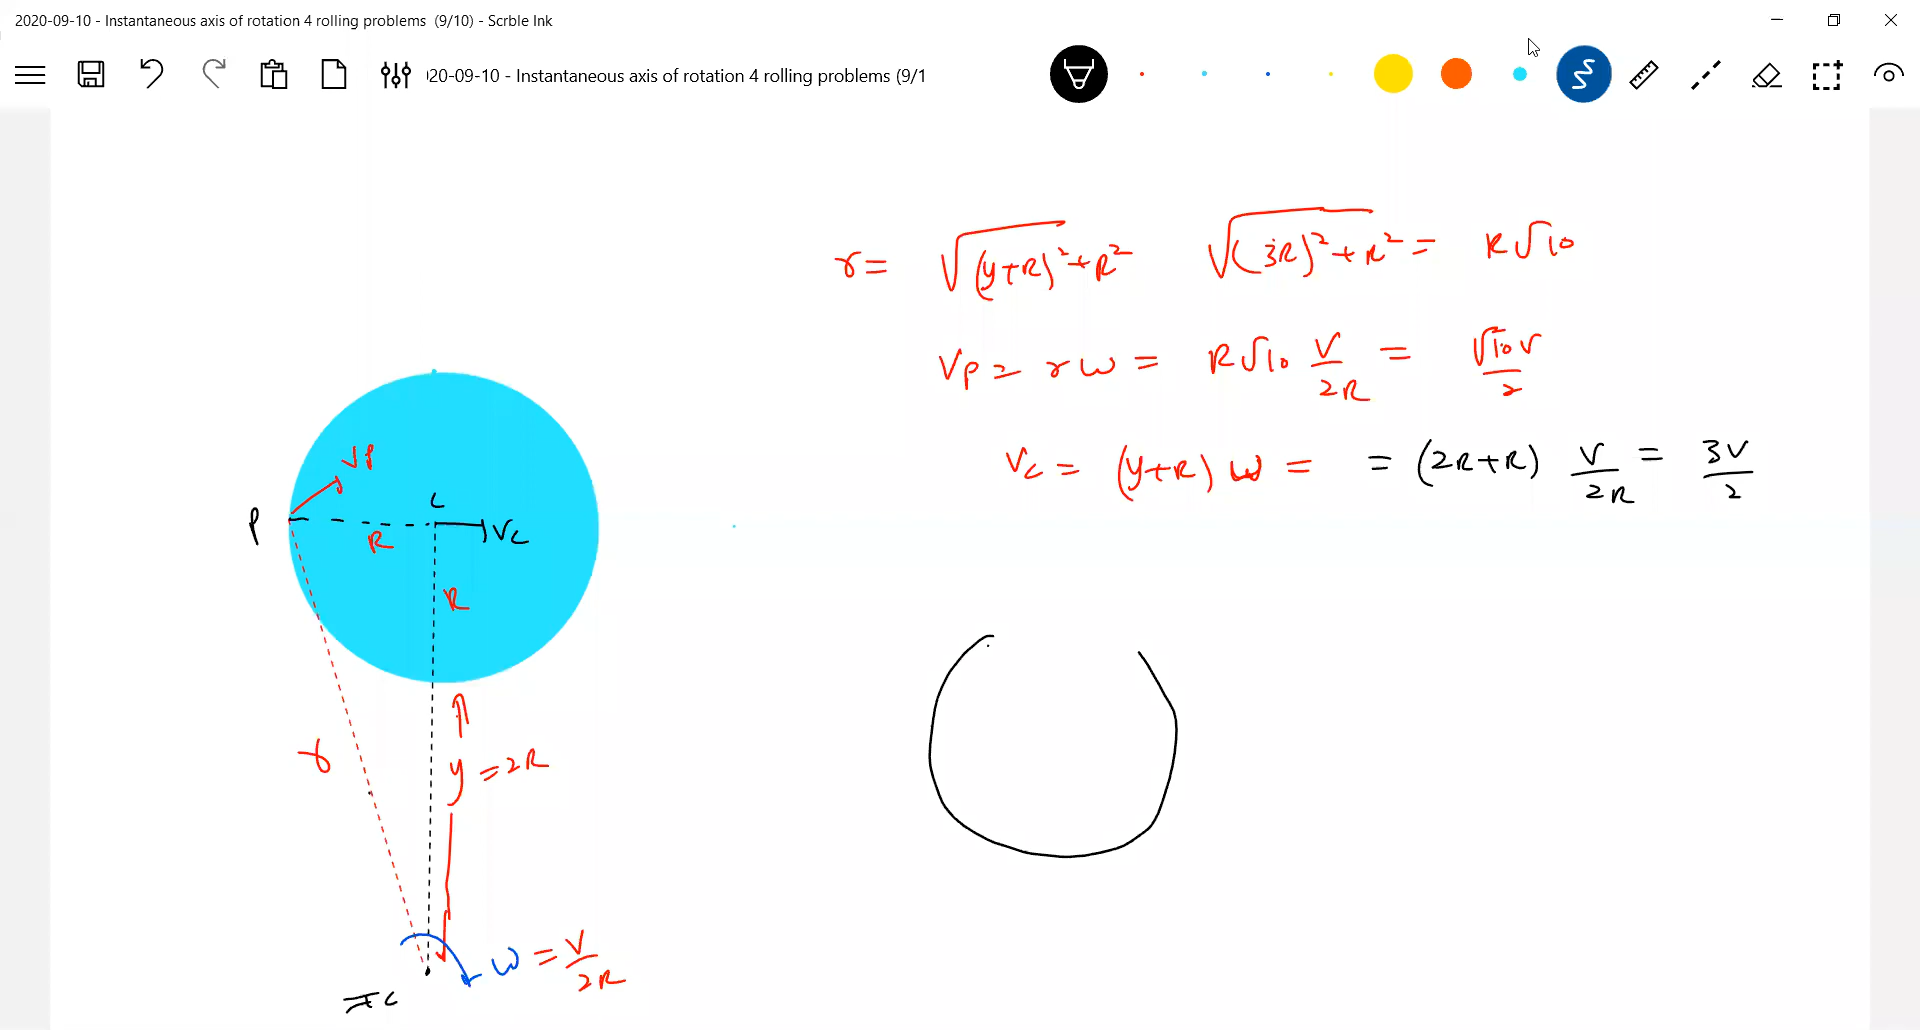 2020-09-10 - Instantaneous axis of rotation 4 rolling problems (9/10) - Scrble Ink
20-09-10 - Instantaneous axis of rotation 4 rolling problems (9/1
r = √(y+R)²+R² √(3R)²+R² = R√10
VP = rω = R√10 V/2R = √10 V/2
VC = (y+R) ω = = (2R+R) V/2R = 3V/2
VP
C
P
R
VC
R
r
y = 2R
ω = V/2R
IC